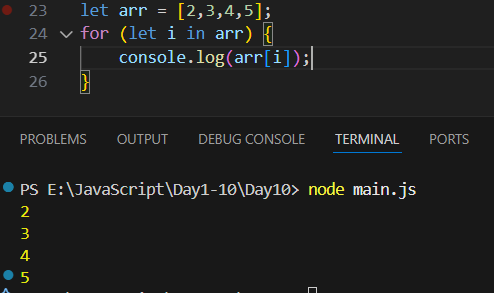 23 let arr = [2,3,4,5];
24 for (let i in arr) {
25 console.log(arr[i]);
26 }
PROBLEMS OUTPUT DEBUG CONSOLE TERMINAL PORTS
PS E:\JavaScript\Day1-10\Day10> node main.js
2
3
4
5